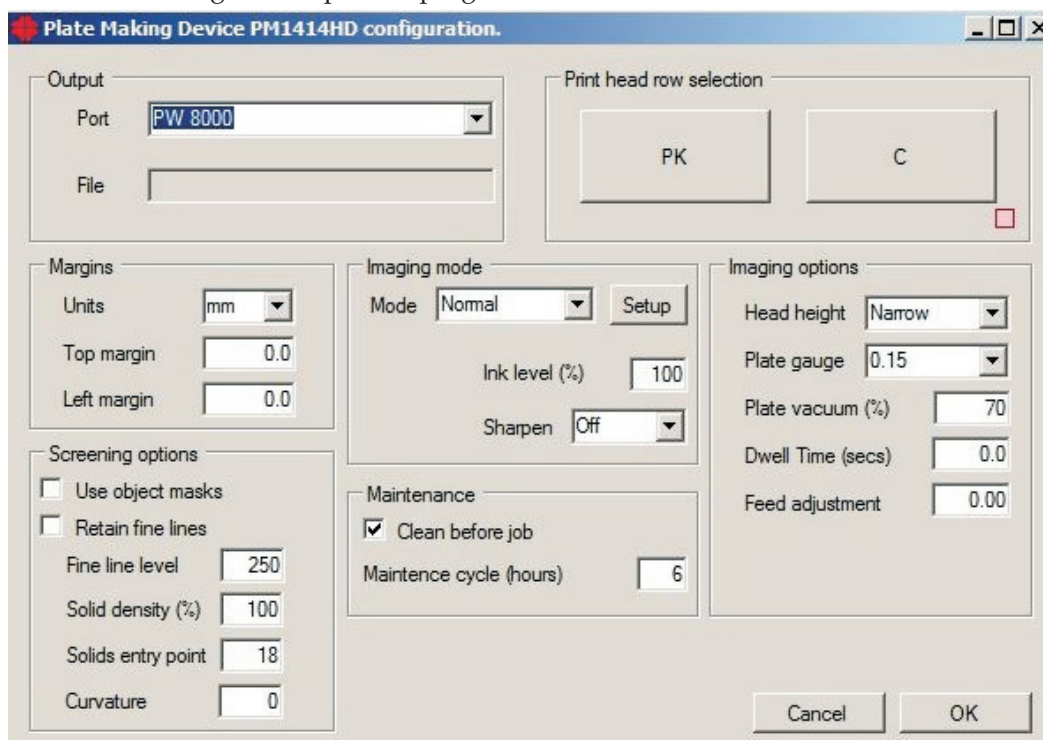 Plate Making Device PM1414HD configuration.
Output
Port PW 8000
File
Print head row selection
PK C
Margins
Units mm
Top margin 0.0
Left margin 0.0
Imaging mode
Mode Normal Setup
Ink level (%) 100
Sharpen Off
Imaging options
Head height Narrow
Plate gauge 0.15
Plate vacuum (%) 70
Dwell Time (secs) 0.0
Feed adjustment 0.00
Screening options
Use object masks
Retain fine lines
Fine line level 250
Solid density (%) 100
Solids entry point 18
Curvature 0
Maintenance
Clean before job
Maintence cycle (hours) 6
Cancel OK